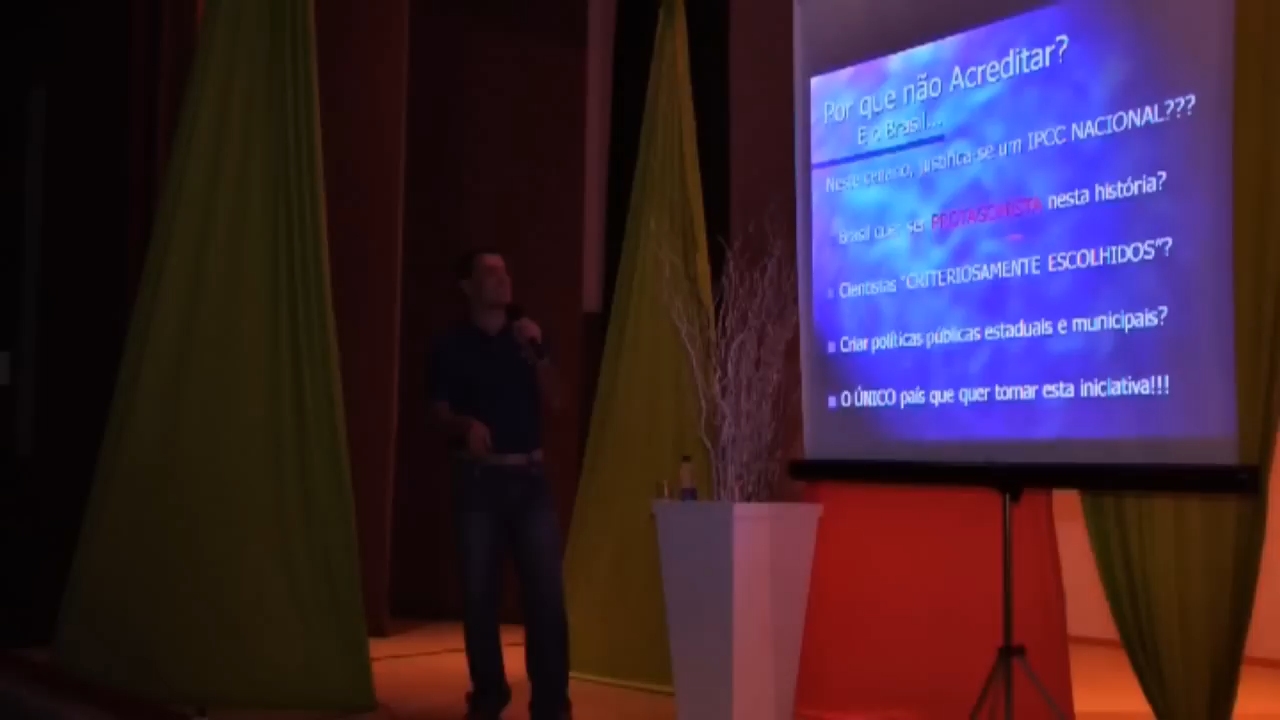 Por que não Acreditar?
E o Brasil...
Neste cenário, justifica-se um IPCC NACIONAL???
Brasil quer ser PROTAGONISTA nesta história?
Cientistas "CRITERIOSAMENTE ESCOLHIDOS"?
Criar políticas públicas estaduais e municipais?
O ÚNICO país que quer tomar esta iniciativa!!!